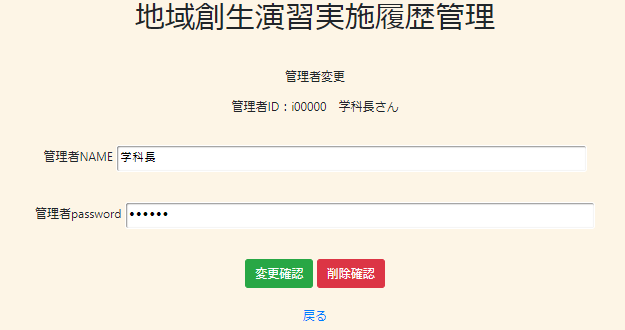 地域創生演習実施履歴管理
管理者変更
管理者ID：i00000　学科長さん
管理者NAME 学科長
管理者password ••••••
変更確認 削除確認
戻る